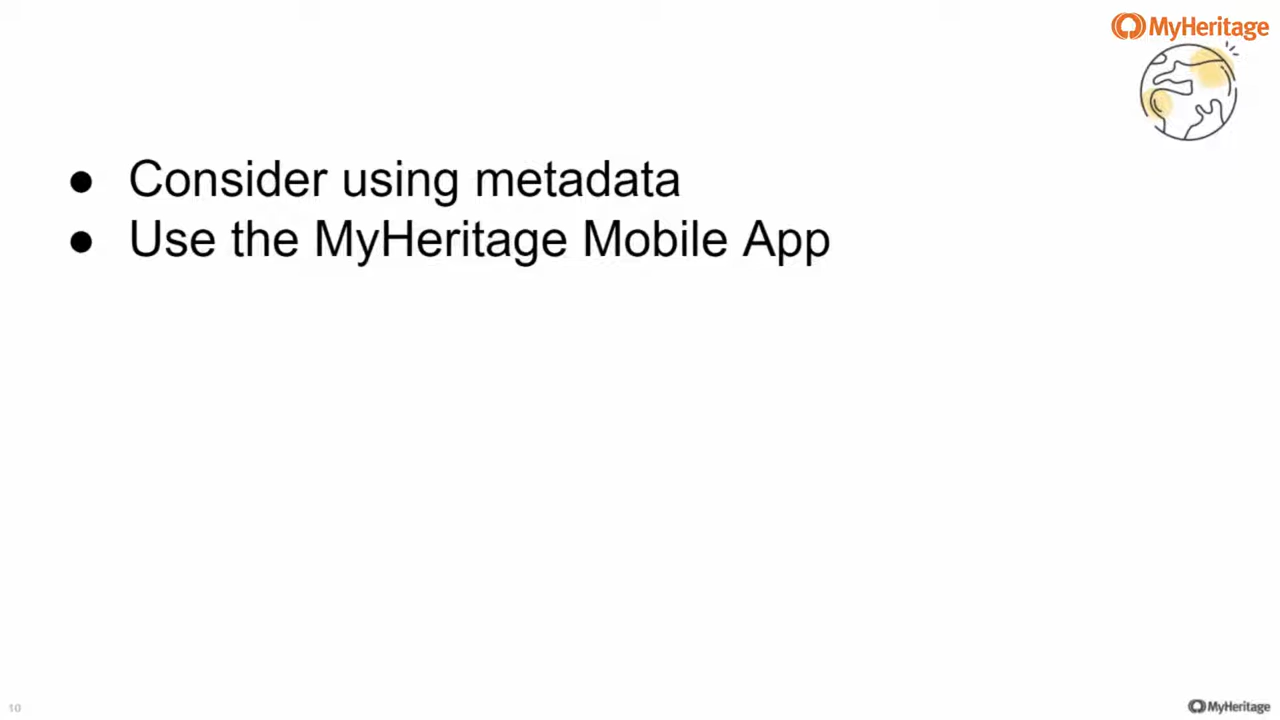 MyHeritage
● Consider using metadata
● Use the MyHeritage Mobile App
10
MyHeritage